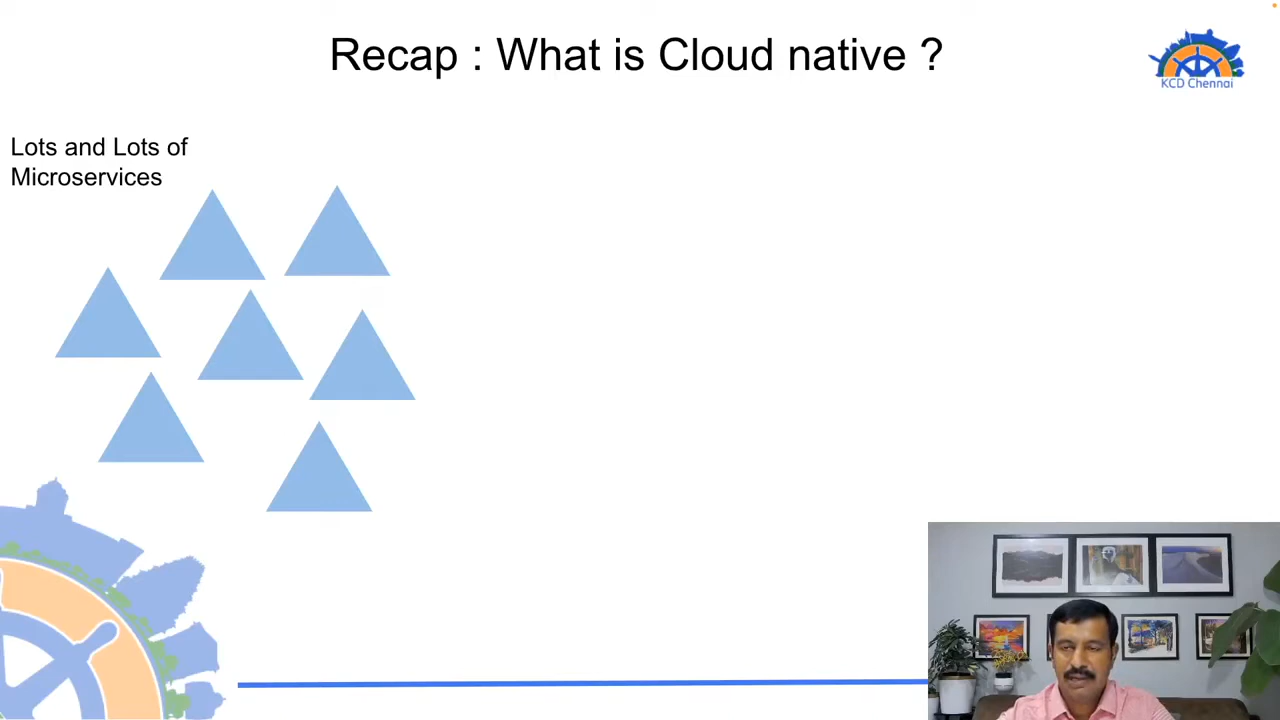 Recap : What is Cloud native ?
KCD Chennai
Lots and Lots of
Microservices